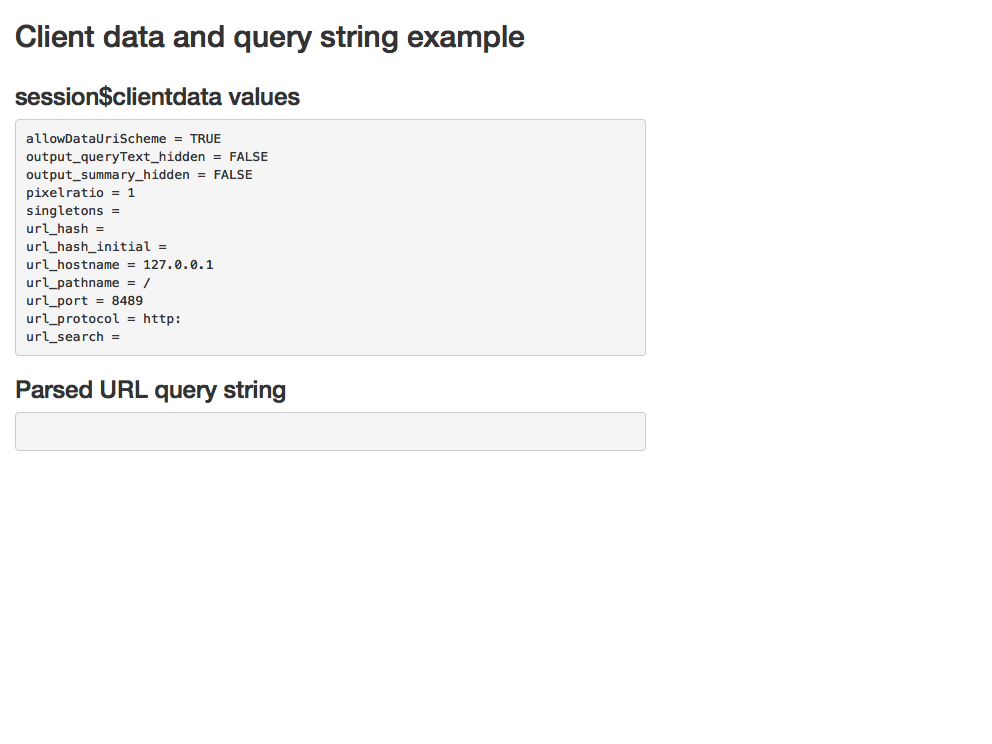 Client data and query string example
session$clientdata values
allowDataUriScheme = TRUE
output_queryText_hidden = FALSE
output_summary_hidden = FALSE
pixelratio = 1
singletons =
url_hash =
url_hash_initial =
url_hostname = 127.0.0.1
url_pathname = /
url_port = 8489
url_protocol = http:
url_search =
Parsed URL query string